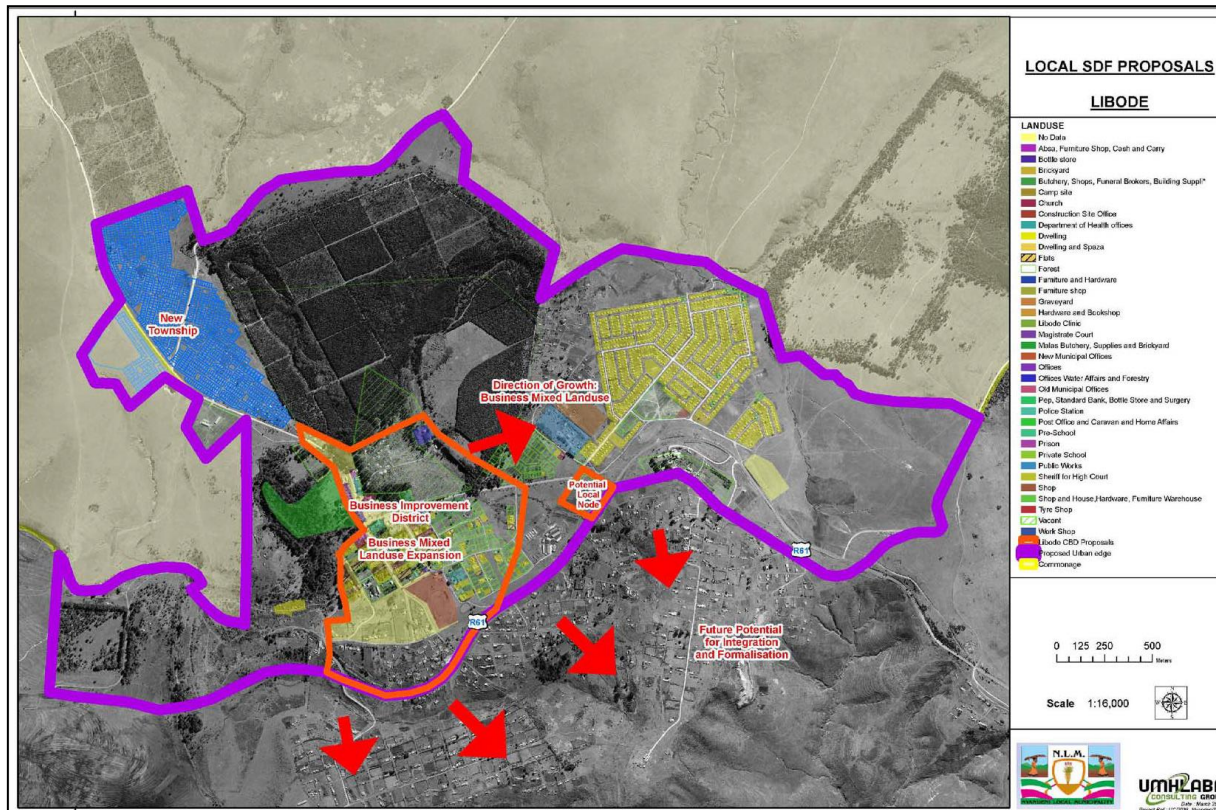 New
Township
Direction of Growth:
Business Mixed Landuse
Potential
Local
Node
Business Improvement
District
Business Mixed
Landuse Expansion
R61
R61
Future Potential
for Integration
and Formalisation
LOCAL SDF PROPOSALS
LIBODE
LANDUSE
No Data
Absa, Furniture Shop, Cash and Carry
Bottle store
Brickyard
Butchery, Shops, Funeral Brokers, Building Suppli*
Camp site
Church
Construction Site Office
Department of Health offices
Dwelling
Dwelling and Spaza
Flats
Forest
Furniture and Hardware
Furniture shop
Graveyard
Hardware and Bookshop
Libode Clinic
Magistrate Court
Malas Butchery, Supplies and Brickyard
New Municipal Offices
Offices
Offices Water Affairs and Forestry
Old Municipal Offices
Pep, Standard Bank, Bottle Store and Surgery
Police Station
Post Office and Caravan and Home Affairs
Pre-School
Prison
Private School
Public Works
Sheriff for High Court
Shop
Shop and House,Hardware, Furniture Warehouse
Tyre Shop
Vacant
Work Shop
Libode CBD Proposals
Proposed Urban edge
Commonage
0 125 250 500
Meters
Scale 1:16,000
N.L.M.
LOCAL MUNICIPALITY
UMHLABA
CONSULTING GRO